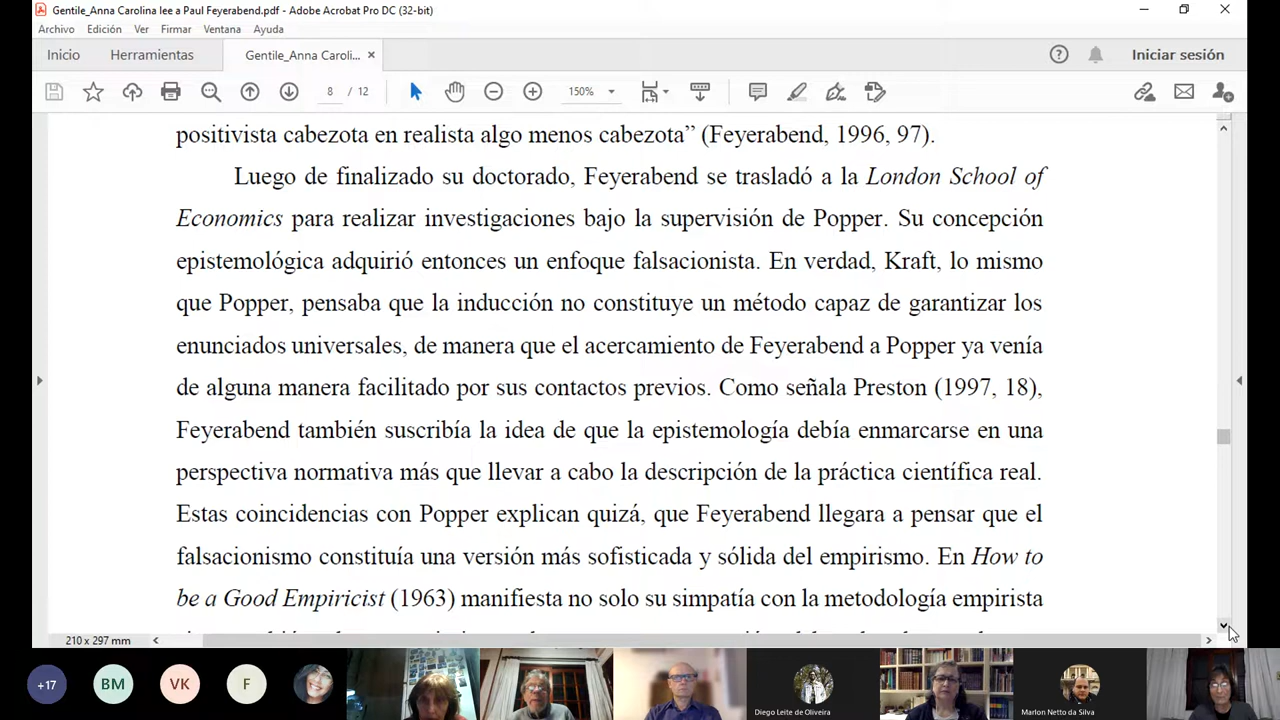 Gentile_Anna Carolina lee a Paul Feyerabend.pdf - Adobe Acrobat Pro DC (32-bit)
Archivo Edición Ver Firmar Ventana Ayuda
Inicio Herramientas Gentile_Anna Caroli... × Iniciar sesión
8 / 12 150%
positivista cabezota en realista algo menos cabezota” (Feyerabend, 1996, 97).
Luego de finalizado su doctorado, Feyerabend se trasladó a la London School of
Economics para realizar investigaciones bajo la supervisión de Popper. Su concepción
epistemológica adquirió entonces un enfoque falsacionista. En verdad, Kraft, lo mismo
que Popper, pensaba que la inducción no constituye un método capaz de garantizar los
enunciados universales, de manera que el acercamiento de Feyerabend a Popper ya venía
de alguna manera facilitado por sus contactos previos. Como señala Preston (1997, 18),
Feyerabend también suscribía la idea de que la epistemología debía enmarcarse en una
perspectiva normativa más que llevar a cabo la descripción de la práctica científica real.
Estas coincidencias con Popper explican quizá, que Feyerabend llegara a pensar que el
falsacionismo constituía una versión más sofisticada y sólida del empirismo. En How to
be a Good Empiricist (1963) manifiesta no solo su simpatía con la metodología empirista
210 x 297 mm
+17 BM VK F Diego Leite de Oliveira Marlon Netto da Silva